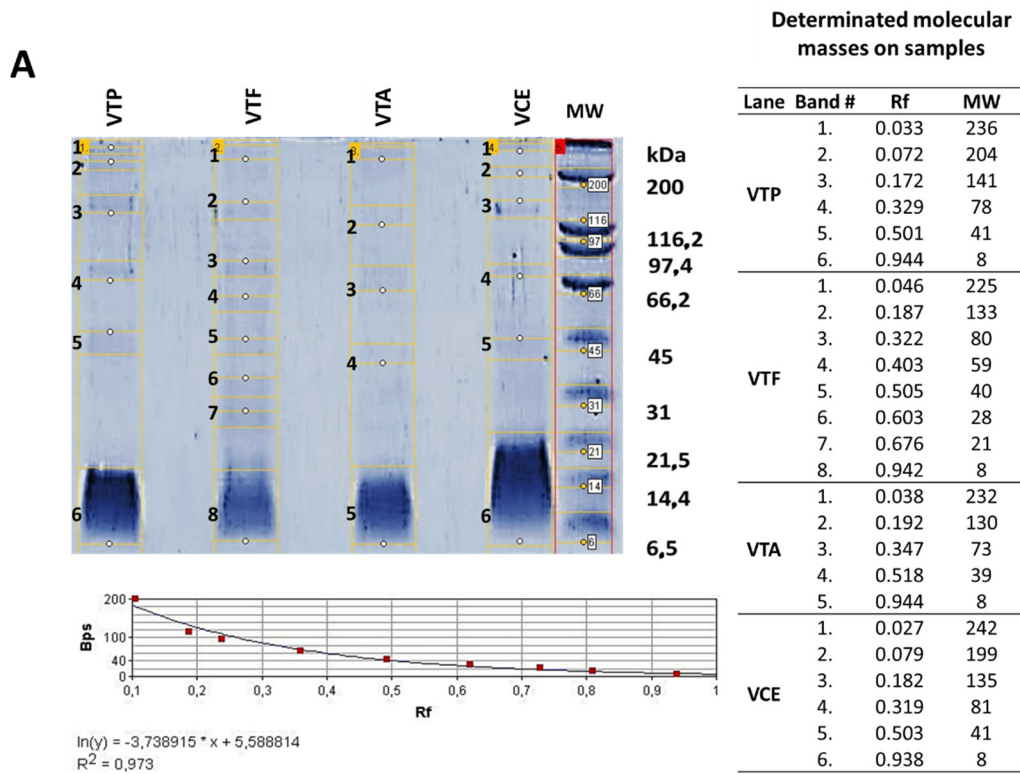 A
VTP VTF VTA VCE MW
1 1. 2. 1 3. 1 1 4. 5.
2 2
3 2 2 3
4 3 3 4
4
5 5 4 5
6
7
6 8 5 6
200
116
97
66
45
31
21
14
6
kDa
200
116,2
97,4
66,2
45
31
21,5
14,4
6,5
Bps
200
100
40
0
0,1 0,2 0,3 0,4 0,5 0,6 0,7 0,8 0,9 1
Rf
ln(y) = -3,738915 * x + 5,588814
R2 = 0,973
Determinated molecular
masses on samples
Lane Band # Rf MW
VTP
1. 0.033 236
2. 0.072 204
3. 0.172 141
4. 0.329 78
5. 0.501 41
6. 0.944 8
VTF
1. 0.046 225
2. 0.187 133
3. 0.322 80
4. 0.403 59
5. 0.505 40
6. 0.603 28
7. 0.676 21
8. 0.942 8
VTA
1. 0.038 232
2. 0.192 130
3. 0.347 73
4. 0.518 39
5. 0.944 8
VCE
1. 0.027 242
2. 0.079 199
3. 0.182 135
4. 0.319 81
5. 0.503 41
6. 0.938 8